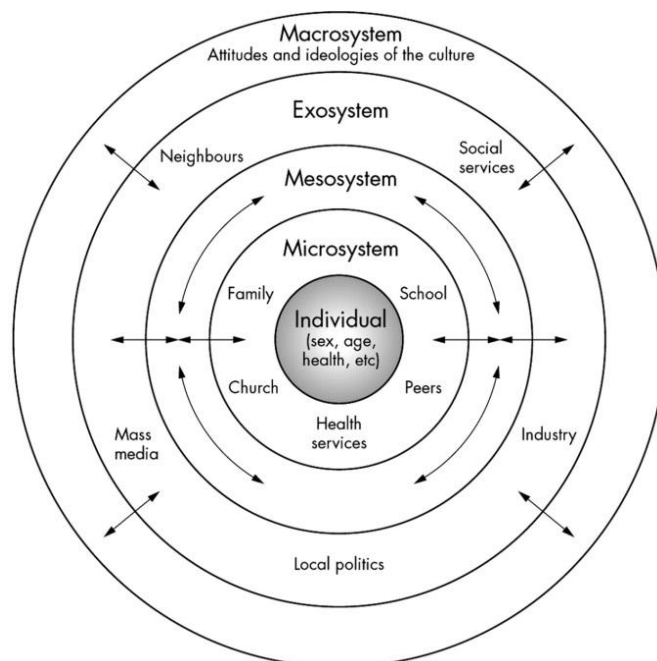 Macrosystem
Attitudes and ideologies of the culture
Exosystem
Neighbours
Social
services
Mesosystem
Microsystem
Family
School
Individual
(sex, age,
health, etc)
Church
Peers
Health
services
Mass
media
Industry
Local politics